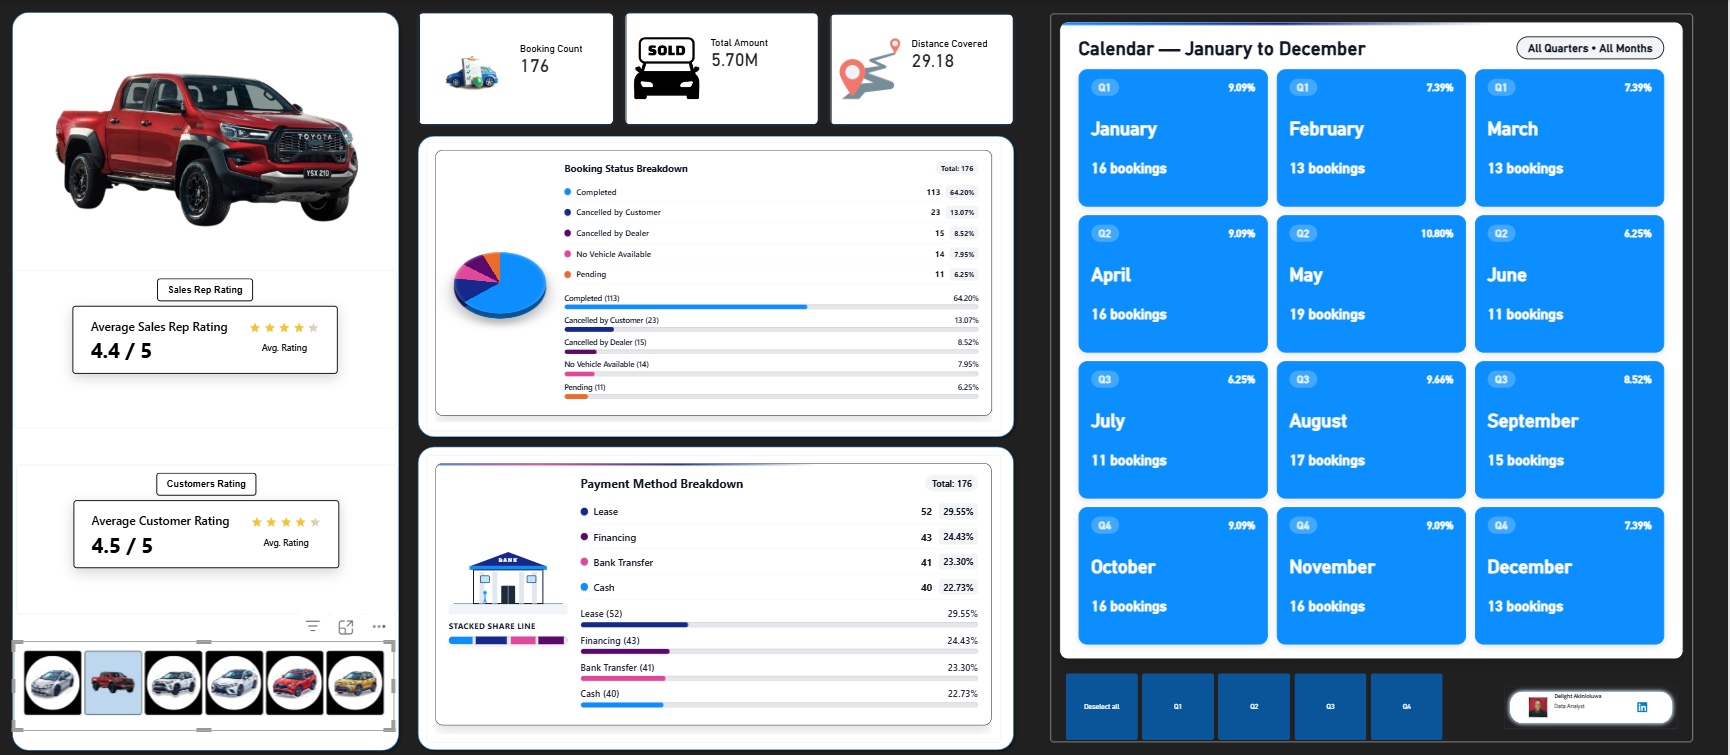 TOYOTA
YSX 210
Sales Rep Rating
Average Sales Rep Rating
4.4 / 5
Avg. Rating
Customers Rating
Average Customer Rating
4.5 / 5
Avg. Rating
Booking Count
176
SOLD
Total Amount
5.70M
Distance Covered
29.18
Booking Status Breakdown
Total: 176
Completed 113 64.20%
Cancelled by Customer 23 13.07%
Cancelled by Dealer 15 8.52%
No Vehicle Available 14 7.95%
Pending 11 6.25%
Completed (113) 64.20%
Cancelled by Customer (23) 13.07%
Cancelled by Dealer (15) 8.52%
No Vehicle Available (14) 7.95%
Pending (11) 6.25%
Payment Method Breakdown
Total: 176
Lease 52 29.55%
Financing 43 24.43%
Bank Transfer 41 23.30%
Cash 40 22.73%
BANK
STACKED SHARE LINE
Lease (52) 29.55%
Financing (43) 24.43%
Bank Transfer (41) 23.30%
Cash (40) 22.73%
Calendar — January to December
All Quarters • All Months
Q1 9.09%
January
16 bookings
Q1 7.39%
February
13 bookings
Q1 7.39%
March
13 bookings
Q2 9.09%
April
16 bookings
Q2 10.80%
May
19 bookings
Q2 6.25%
June
11 bookings
Q3 6.25%
July
11 bookings
Q3 9.66%
August
17 bookings
Q3 8.52%
September
15 bookings
Q4 9.09%
October
16 bookings
Q4 9.09%
November
16 bookings
Q4 7.39%
December
13 bookings
Deselect all
Q1
Q2
Q3
Q4
Delight Akinloluwa
Data Analyst
in